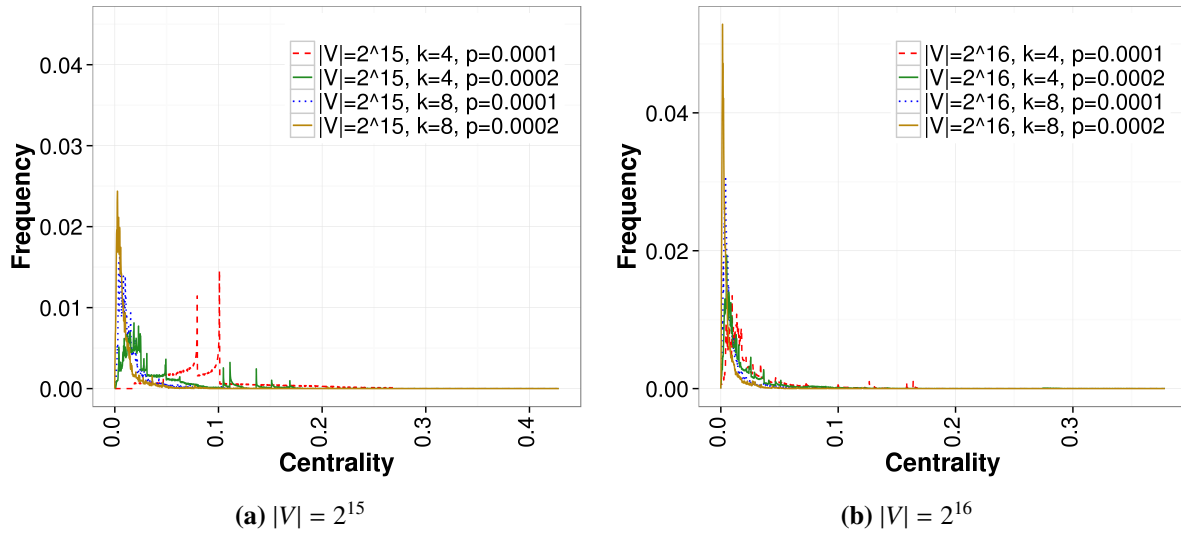 |V|=2^15, k=4, p=0.0001
|V|=2^15, k=4, p=0.0002
|V|=2^15, k=8, p=0.0001
|V|=2^15, k=8, p=0.0002
0.04
0.03
0.02
0.01
0.00
Frequency
0.0
0.1
0.2
0.3
0.4
Centrality
(a) |V| = 2¹⁵
|V|=2^16, k=4, p=0.0001
|V|=2^16, k=4, p=0.0002
|V|=2^16, k=8, p=0.0001
|V|=2^16, k=8, p=0.0002
0.04
0.02
0.00
Frequency
0.0
0.1
0.2
0.3
Centrality
(b) |V| = 2¹⁶